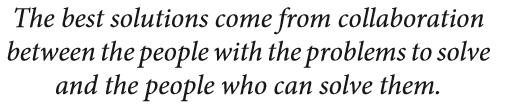 The best solutions come from collaboration
between the people with the problems to solve
and the people who can solve them.